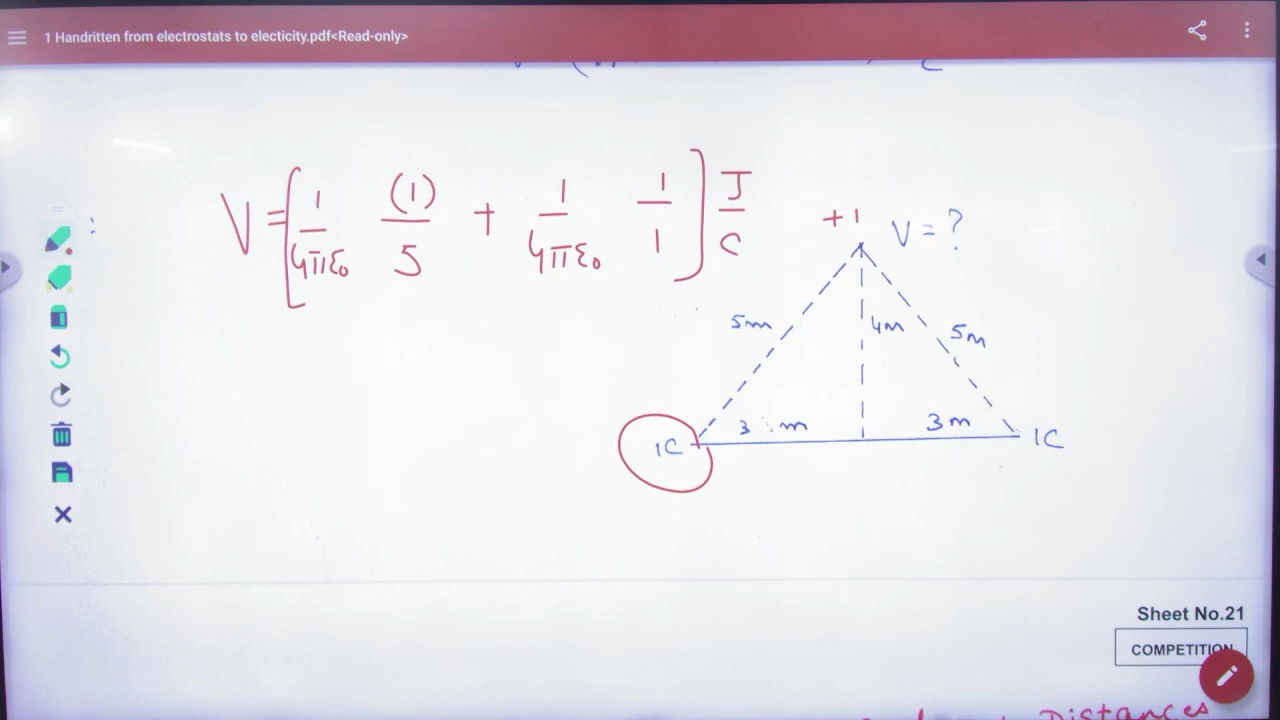 1 Handritten from electrostats to electicity.pdf<Read-only>
V = [ 1/4πε₀ (1)/5 + 1/4πε₀ 1/1 ] J/C
+1 V = ?
5m 4m 5m
3 m 3m
1C 1C
Sheet No.21
COMPETITION
Distances